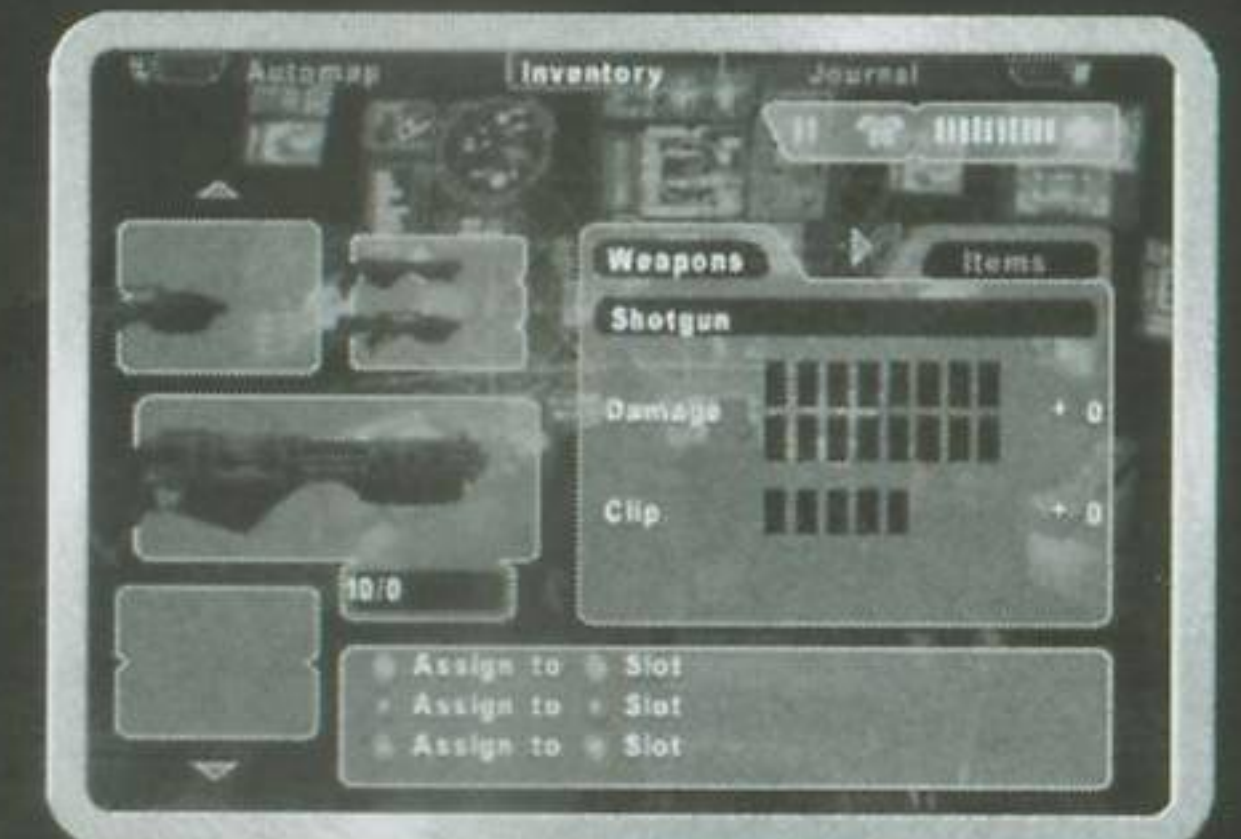 Automap Inventory Journal
Weapons Items
Shotgun
Damage + 0
Clip + 0
10/0
Assign to Slot
Assign to Slot
Assign to Slot